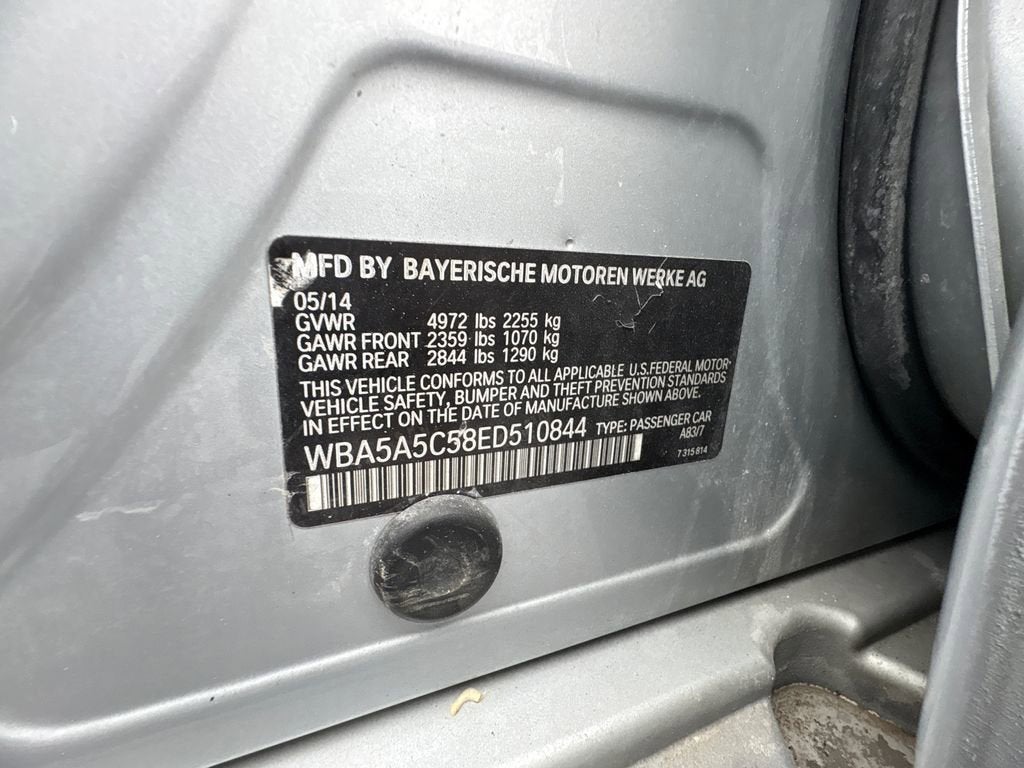 MFD BY BAYERISCHE MOTOREN WERKE AG
05/14
GVWR 4972 lbs 2255 kg
GAWR FRONT 2359 lbs 1070 kg
GAWR REAR 2844 lbs 1290 kg
THIS VEHICLE CONFORMS TO ALL APPLICABLE U.S.FEDERAL MOTOR-
VEHICLE SAFETY, BUMPER AND THEFT PREVENTION STANDARDS
IN EFFECT ON THE DATE OF MANUFACTURE SHOWN ABOVE.
WBA5A5C58ED510844 TYPE: PASSENGER CAR
A83/7
7 315 814